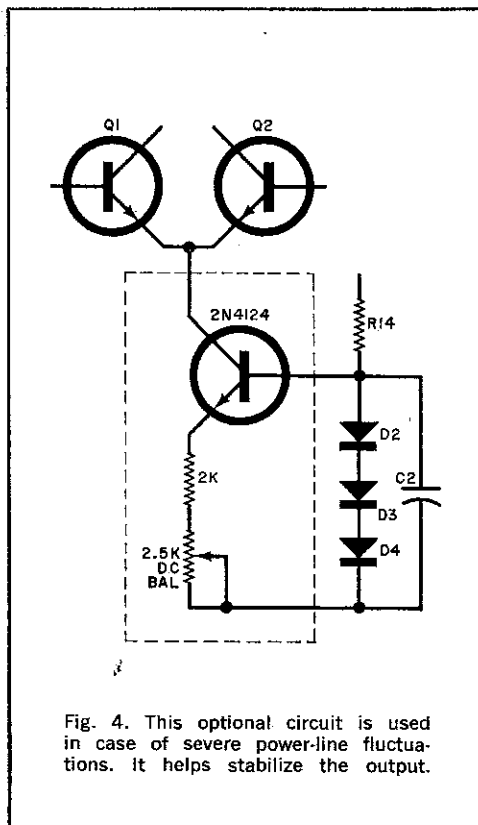 Q1
Q2
2N4124
R14
D2
C2
2K
D3
2.5K
DC
BAL
D4
Fig. 4. This optional circuit is used
in case of severe power-line fluctua-
tions. It helps stabilize the output.